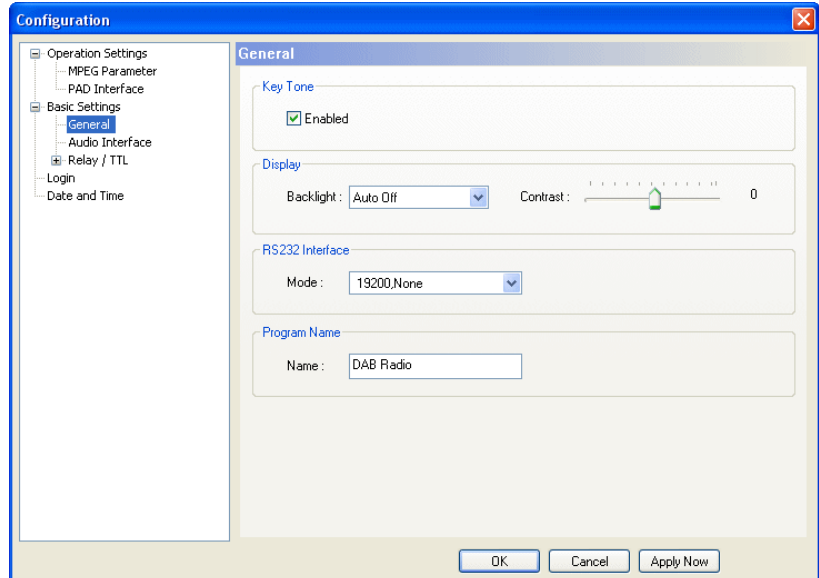 Configuration
Operation Settings
MPEG Parameter
PAD Interface
Basic Settings
General
Audio Interface
Relay / TTL
Login
Date and Time
General
Key Tone
Enabled
Display
Backlight : Auto Off Contrast : 0
RS232 Interface
Mode : 19200,None
Program Name
Name : DAB Radio
OK Cancel Apply Now